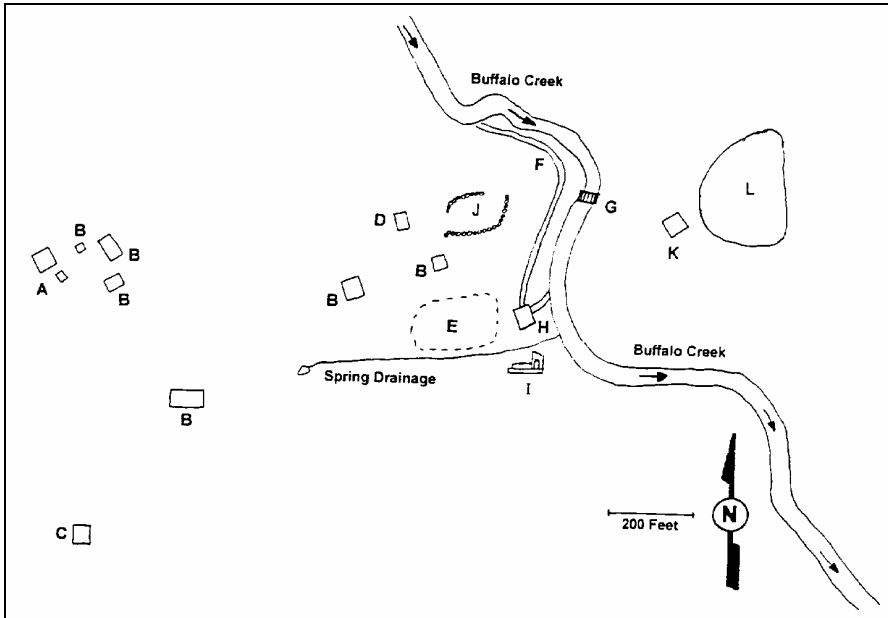 Buffalo Creek
F
L
J
D
G
B
K
B
A
B
B
B
B
E
H
Buffalo Creek
Spring Drainage
I
B
N
200 Feet
C